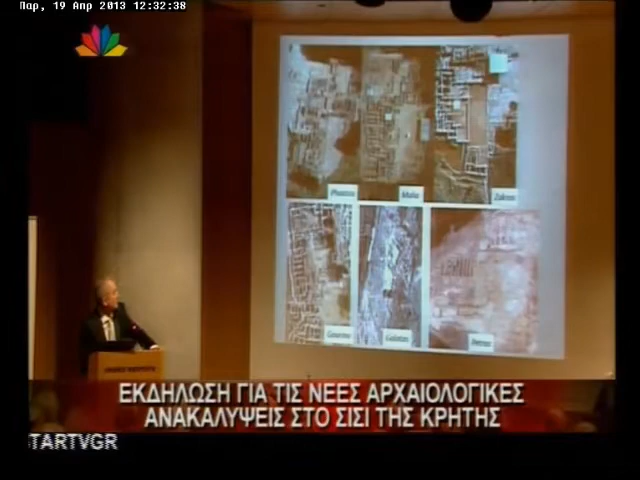 Παρ, 19 Απρ 2013 12:32:38
Phaistos
Malia
Zakros
Gournia
Galatas
Petras
ΕΚΔΗΛΩΣΗ ΓΙΑ ΤΙΣ ΝΕΕΣ ΑΡΧΑΙΟΛΟΓΙΚΕΣ
ΑΝΑΚΑΛΥΨΕΙΣ ΣΤΟ ΣΙΣΙ ΤΗΣ ΚΡΗΤΗΣ
TARTVGR